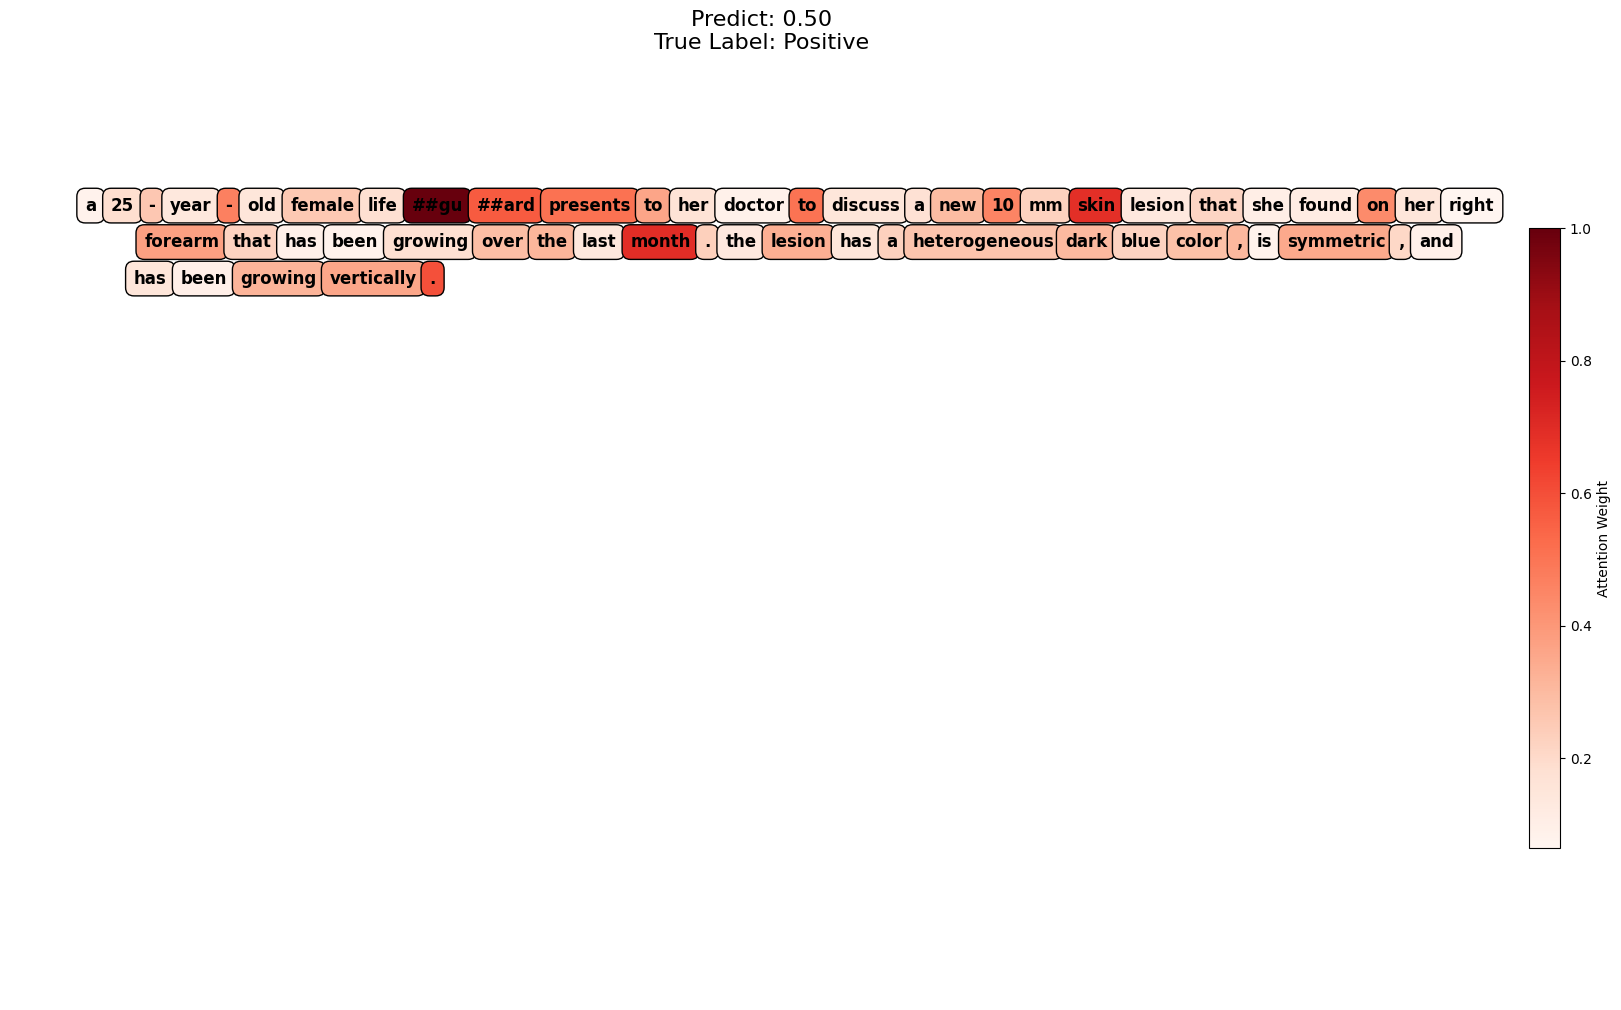 Predict: 0.50
True Label: Positive
a 25 - year - old female life ##gu ##ard presents to her doctor to discuss a new 10 mm skin lesion that she found on her right
forearm that has been growing over the last month . the lesion has a heterogeneous dark blue color , is symmetric , and
has been growing vertically .
1.0
0.8
0.6
0.4
0.2
Attention Weight